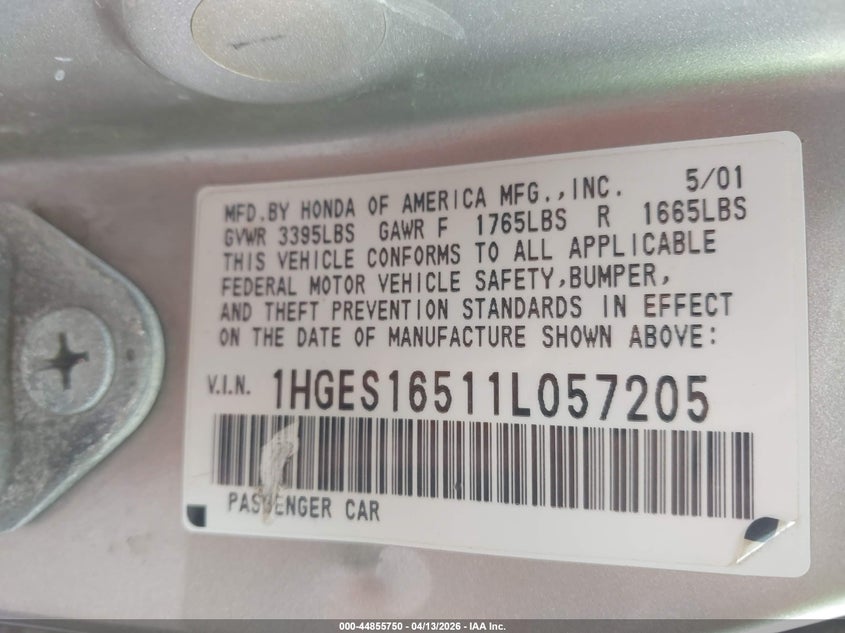 MFD.BY HONDA OF AMERICA MFG.,INC. 5/01
GVWR 3395LBS GAWR F 1765LBS R 1665LBS
THIS VEHICLE CONFORMS TO ALL APPLICABLE
FEDERAL MOTOR VEHICLE SAFETY,BUMPER,
AND THEFT PREVENTION STANDARDS IN EFFECT
ON THE DATE OF MANUFACTURE SHOWN ABOVE:
V.I.N. 1HGES16511L057205
PASSENGER CAR
000-44855750 - 04/13/2026 - IAA Inc.